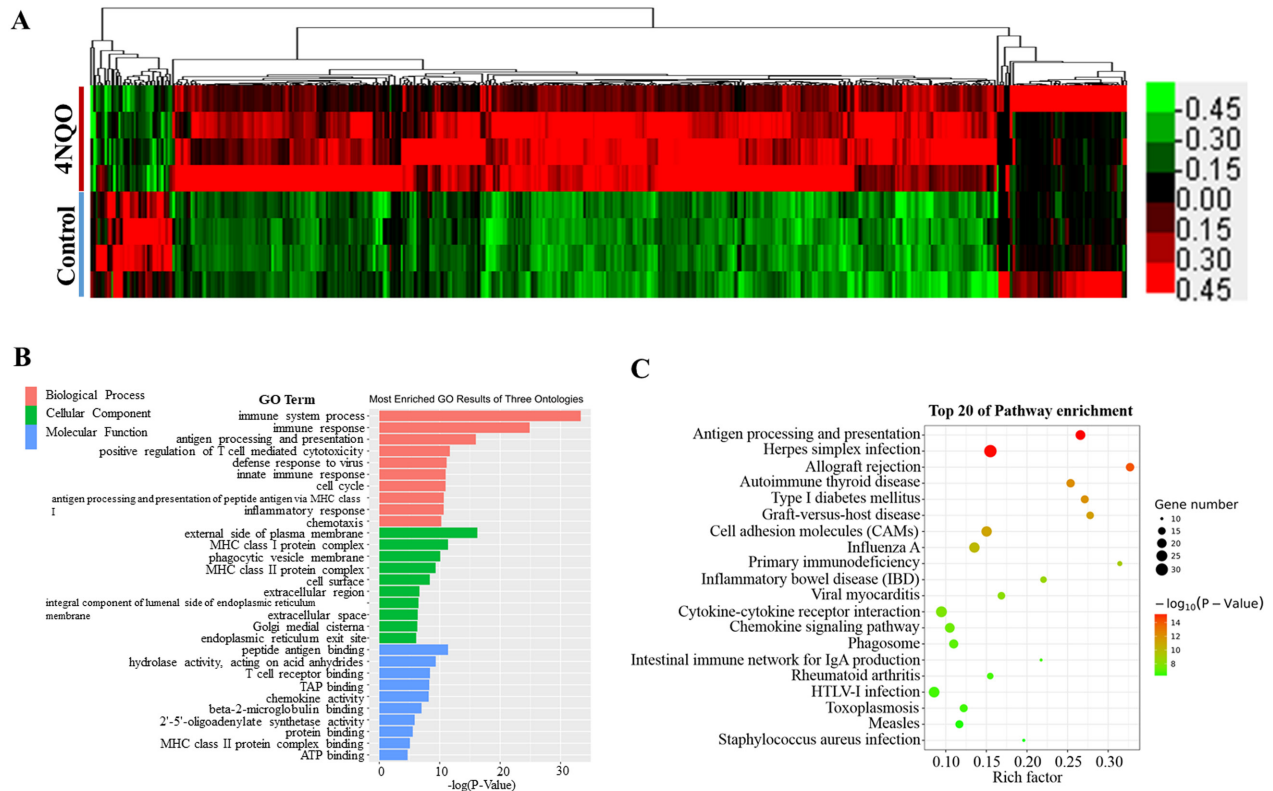 A
4NQO
Control
-0.45
0.30
0.15
0.00
0.15
0.30
0.45
B
Biological Process
Cellular Component
Molecular Function
GO Term
Most Enriched GO Results of Three Ontologies
immune system process
immune response
antigen processing and presentation
positive regulation of T cell mediated cytotoxicity
defense response to virus
innate immune response
cell cycle
antigen processing and presentation of peptide antigen via MHC class
I
inflammatory response
chemotaxis
external side of plasma membrane
MHC class I protein complex
phagocytic vesicle membrane
MHC class II protein complex
cell surface
extracellular region
integral component of lumenal side of endoplasmic reticulum
membrane
extracellular space
Golgi medial cisterna
endoplasmic reticulum exit site
peptide antigen binding
hydrolase activity, acting on acid anhydrides
T cell receptor binding
TAP binding
chemokine activity
beta-2-microglobulin binding
2'-5'-oligoadenylate synthetase activity
protein binding
MHC class II protein complex binding
ATP binding
0 10 20 30
-log(P-Value)
C
Top 20 of Pathway enrichment
Antigen processing and presentation
Herpes simplex infection
Allograft rejection
Autoimmune thyroid disease
Type I diabetes mellitus
Graft-versus-host disease
Cell adhesion molecules (CAMs)
Influenza A
Primary immunodeficiency
Inflammatory bowel disease (IBD)
Viral myocarditis
Cytokine-cytokine receptor interaction
Chemokine signaling pathway
Phagosome
Intestinal immune network for IgA production
Rheumatoid arthritis
HTLV-I infection
Toxoplasmosis
Measles
Staphylococcus aureus infection
0.10 0.15 0.20 0.25 0.30
Rich factor
Gene number
10
15
20
25
30
−log10(P−Value)
14
12
10
8